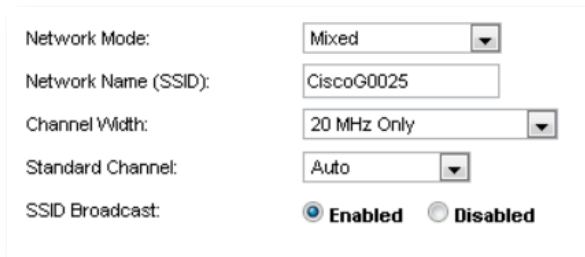 Network Mode: Mixed
Network Name (SSID): CiscoG0025
Channel Width: 20 MHz Only
Standard Channel: Auto
SSID Broadcast: Enabled Disabled